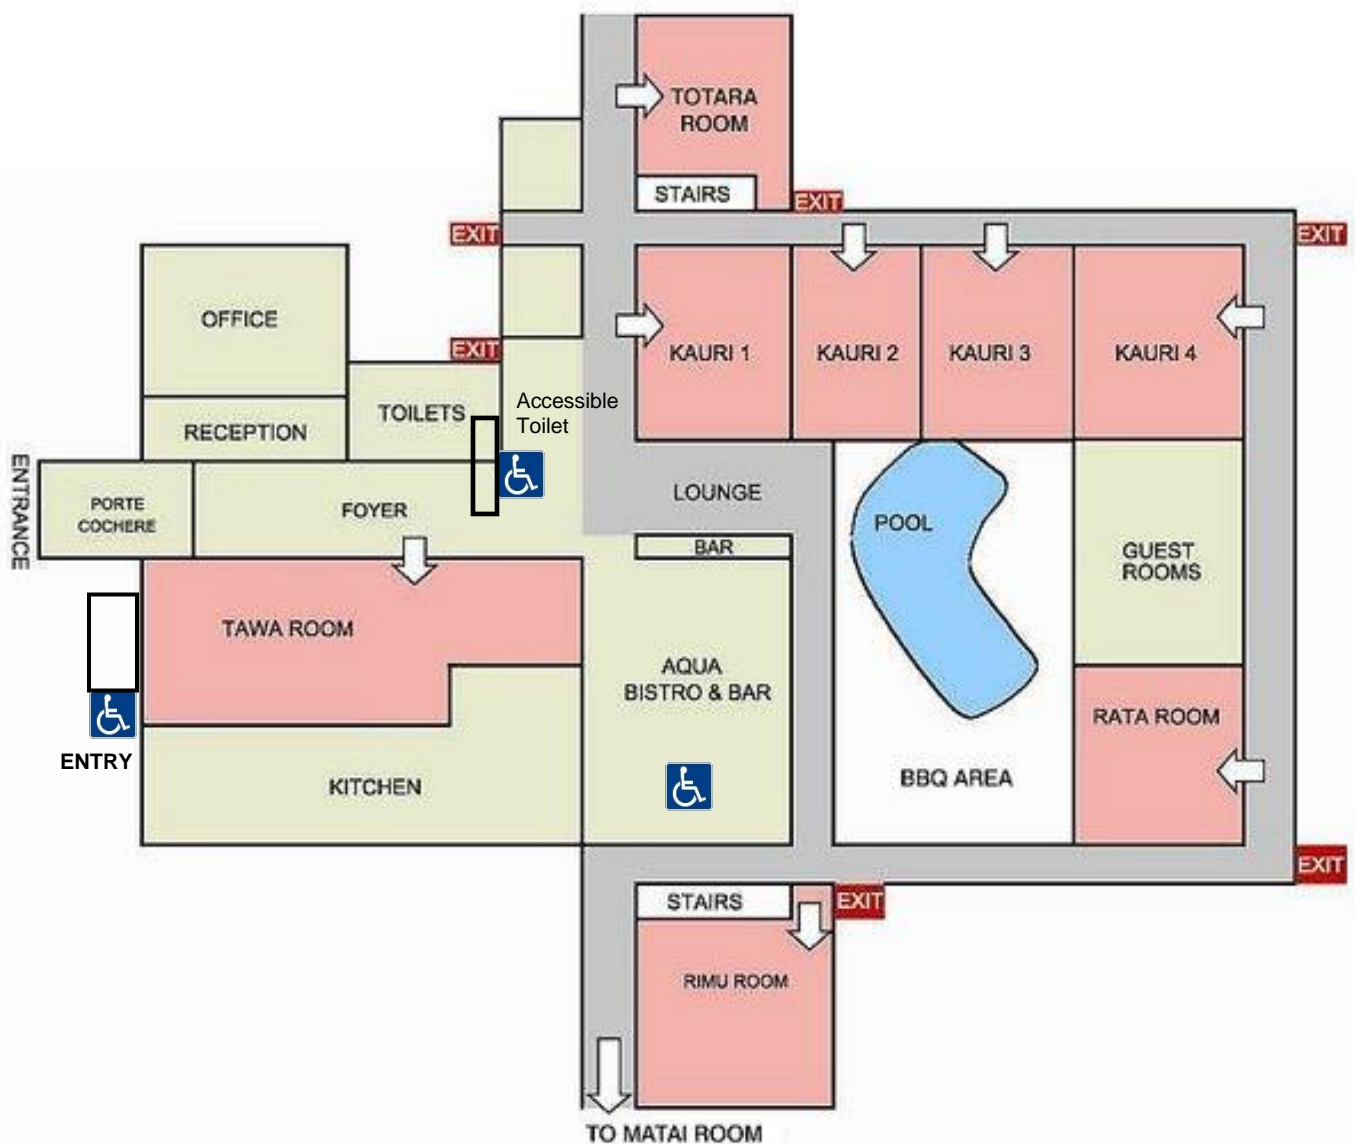 TOTARA
ROOM
STAIRS
EXIT
EXIT
EXIT
OFFICE
EXIT
KAURI 1
KAURI 2
KAURI 3
KAURI 4
Accessible
Toilet
TOILETS
RECEPTION
ENTRANCE
PORTE
COCHERE
FOYER
LOUNGE
POOL
BAR
GUEST
ROOMS
TAWA ROOM
AQUA
BISTRO & BAR
RATA ROOM
ENTRY
KITCHEN
BBQ AREA
EXIT
STAIRS
EXIT
RIMU ROOM
TO MATAI ROOM